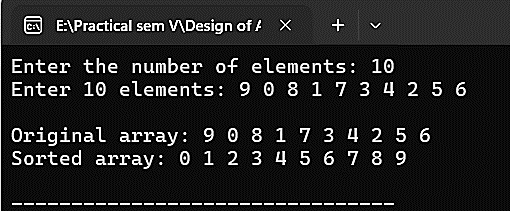 E:\Practical sem V\Design of A
Enter the number of elements: 10
Enter 10 elements: 9 0 8 1 7 3 4 2 5 6
Original array: 9 0 8 1 7 3 4 2 5 6
Sorted array: 0 1 2 3 4 5 6 7 8 9
--------------------------------